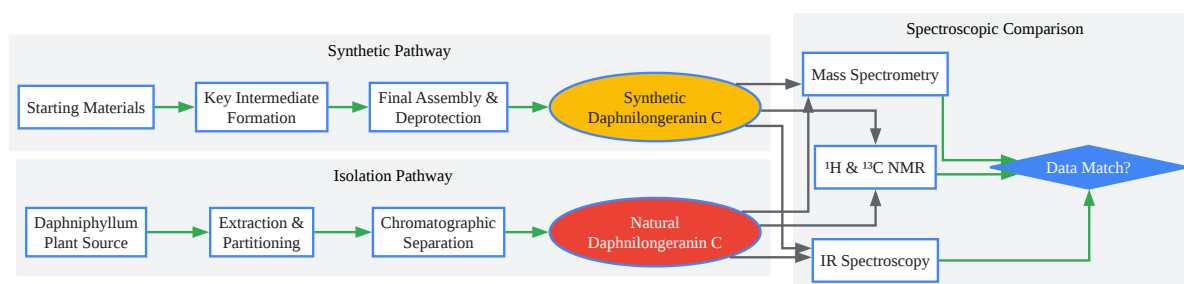 Synthetic Pathway
Starting Materials
Key Intermediate
Formation
Final Assembly &
Deprotection
Synthetic
Daphnilongeranin C
Isolation Pathway
Daphniphyllum
Plant Source
Extraction &
Partitioning
Chromatographic
Separation
Natural
Daphnilongeranin C
Spectroscopic Comparison
Mass Spectrometry
¹H & ¹³C NMR
IR Spectroscopy
Data Match?